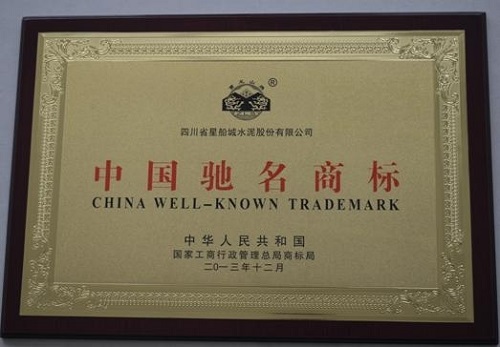 ®
四川省星船城水泥股份有限公司
中国驰名商标
CHINA WELL-KNOWN TRADEMARK
中华人民共和国
国家工商行政管理总局商标局
二〇一三年十二月